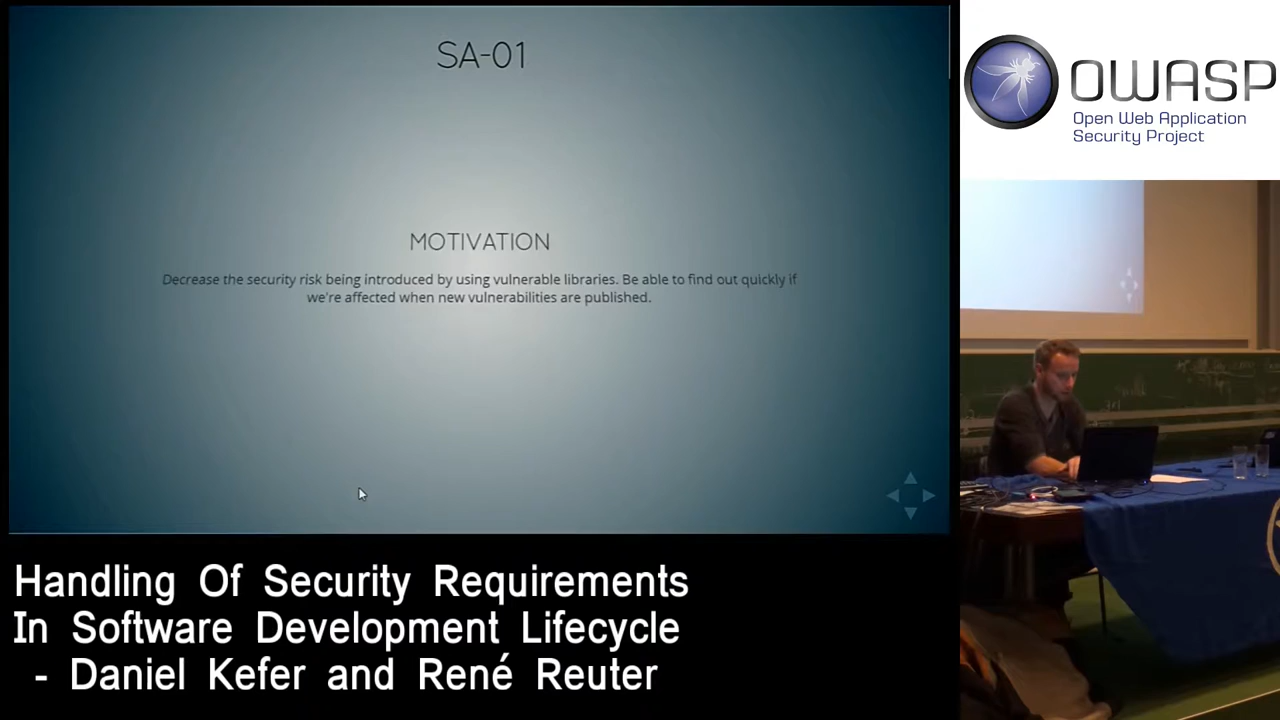 SA-01
MOTIVATION
Decrease the security risk being introduced by using vulnerable libraries. Be able to find out quickly if
we're affected when new vulnerabilities are published.
OWASP
Open Web Application
Security Project
Handling Of Security Requirements
In Software Development Lifecycle
- Daniel Kefer and René Reuter